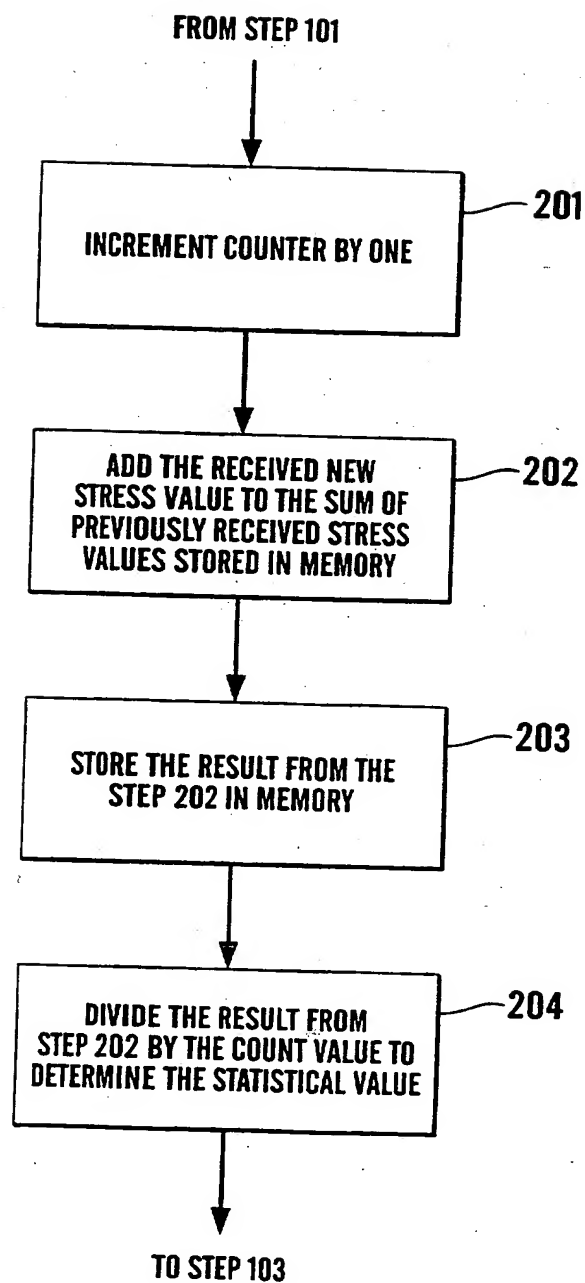 FROM STEP 101
INCREMENT COUNTER BY ONE
201
ADD THE RECEIVED NEW
STRESS VALUE TO THE SUM OF
PREVIOUSLY RECEIVED STRESS
VALUES STORED IN MEMORY
202
STORE THE RESULT FROM THE
STEP 202 IN MEMORY
203
DIVIDE THE RESULT FROM
STEP 202 BY THE COUNT VALUE TO
DETERMINE THE STATISTICAL VALUE
204
TO STEP 103